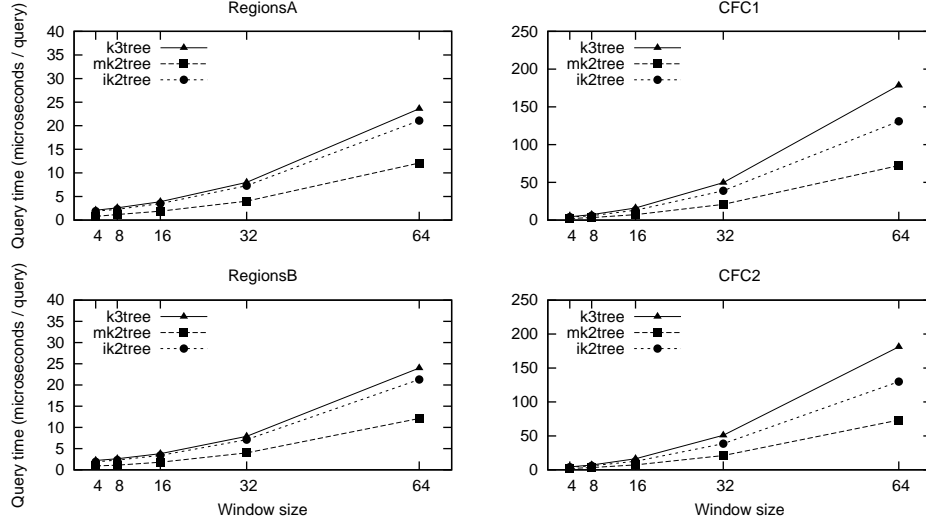 RegionsA
Query time (microseconds / query)
40
35
30
25
20
15
10
5
0
k3tree
mk2tree
ik2tree
4 8 16 32 64
CFC1
250
200
150
100
50
0
k3tree
mk2tree
ik2tree
4 8 16 32 64
RegionsB
Query time (microseconds / query)
40
35
30
25
20
15
10
5
0
k3tree
mk2tree
ik2tree
4 8 16 32 64
Window size
CFC2
250
200
150
100
50
0
k3tree
mk2tree
ik2tree
4 8 16 32 64
Window size